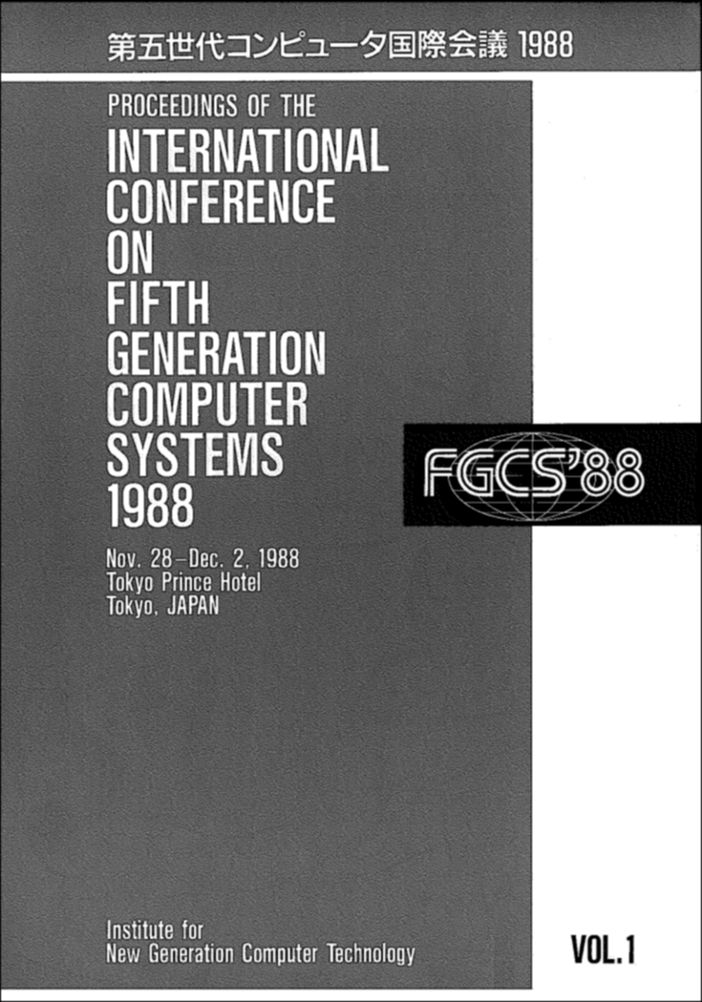 第五世代コンピュータ国際会議 1988
PROCEEDINGS OF THE
INTERNATIONAL
CONFERENCE
ON
FIFTH
GENERATION
COMPUTER
SYSTEMS
1988
FGCS'88
Nov. 28–Dec. 2, 1988
Tokyo Prince Hotel
Tokyo, JAPAN
Institute for
New Generation Computer Technology
VOL.1